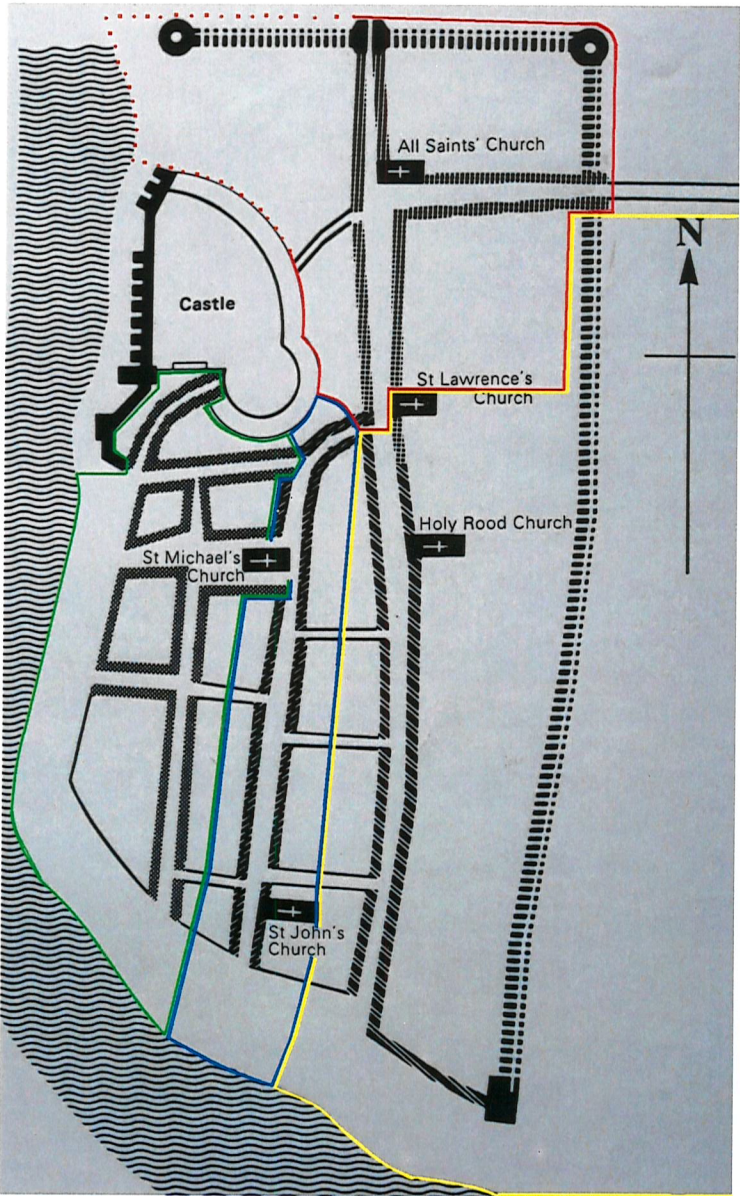 All Saints' Church
N
Castle
St Lawrence's
Church
Holy Rood Church
St Michael's
Church
St John's
Church